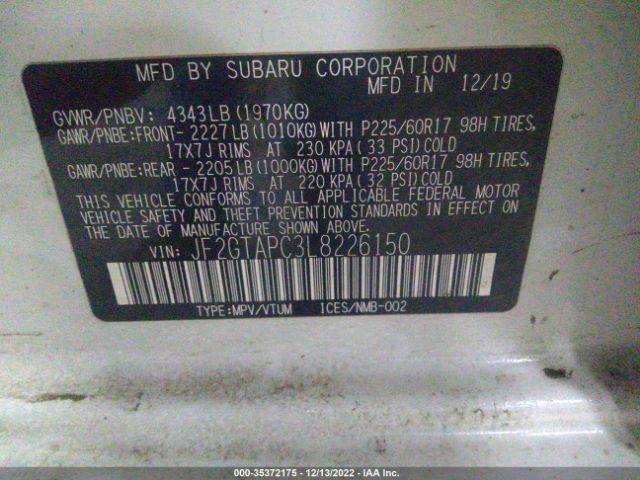 MFD BY SUBARU CORPORATION
MFD IN 12/19
GVWR/PNBV: 4343LB(1970KG)
GAWR/PNBE:FRONT-2227LB(1010KG)WITH P225/60R17 98H TIRES,
17X7J RIMS AT 230 KPA(33 PSI)COLD
GAWR/PNBE:REAR -2205LB(1000KG)WITH P225/60R17 98H TIRES,
17X7J RIMS AT 220 KPA(32 PSI)COLD
THIS VEHICLE CONFORMS TO ALL APPLICABLE FEDERAL MOTOR
VEHICLE SAFETY AND THEFT PREVENTION STANDARDS IN EFFECT ON
THE DATE OF MANUFACTURE SHOWN ABOVE.
VIN: JF2GTAPC3L8226150
TYPE:MPV/VTUM ICES/NMB-002
000-35372175 - 12/13/2022 - IAA Inc.